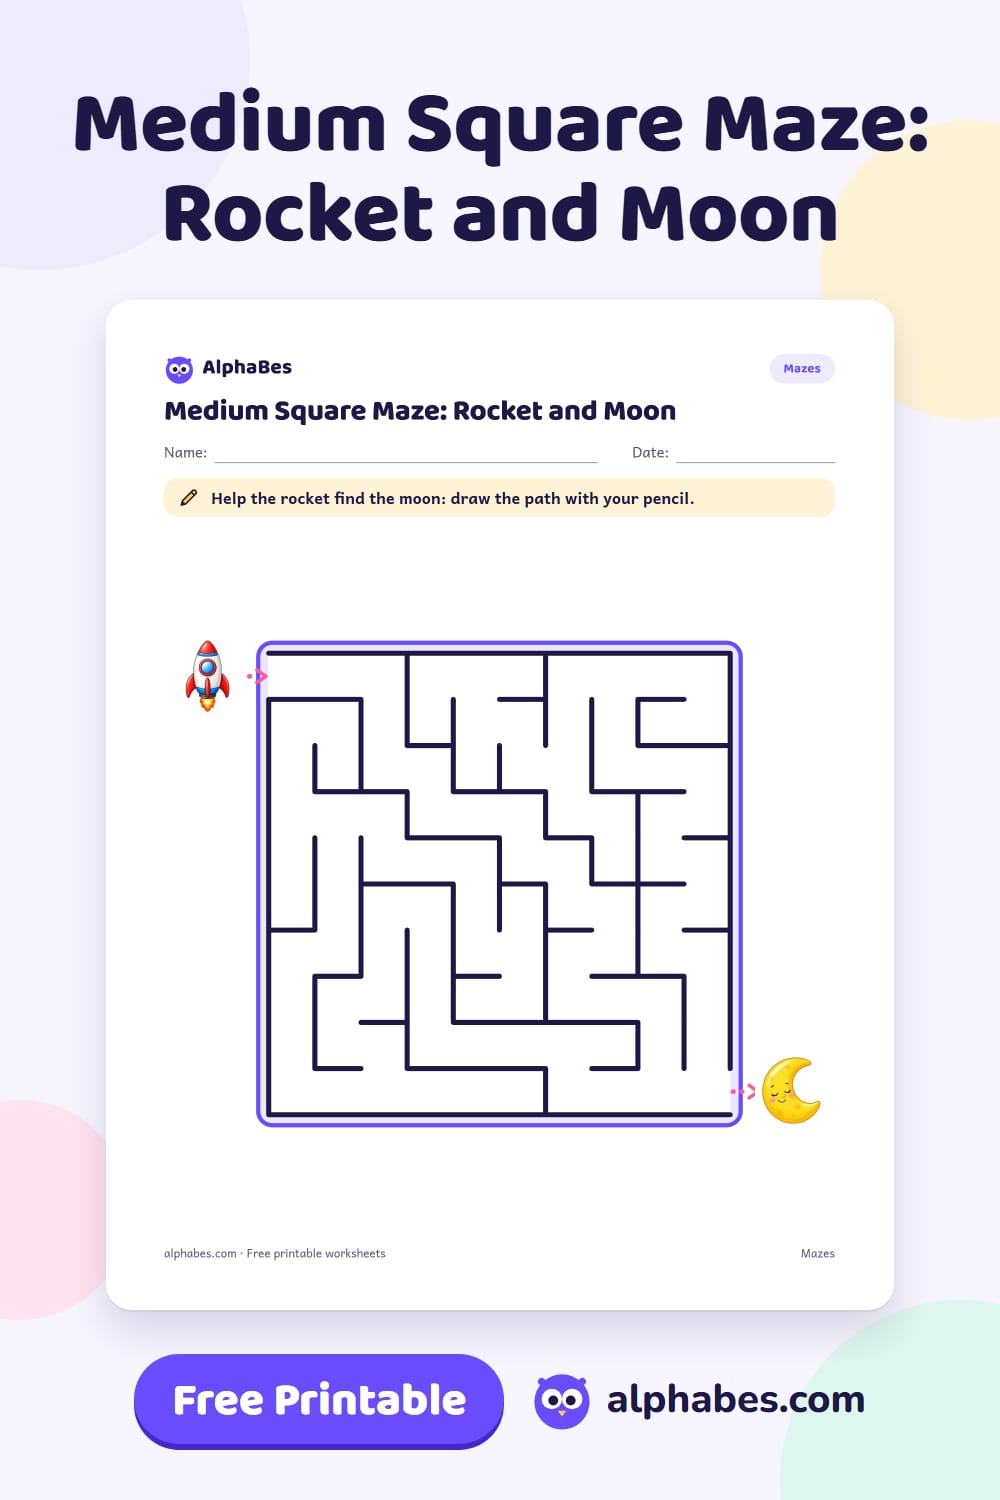 Medium Square Maze:
Rocket and Moon
AlphaBes
Mazes
Medium Square Maze: Rocket and Moon
Name:
Date:
Help the rocket find the moon: draw the path with your pencil.
alphabes.com · Free printable worksheets
Mazes
Free Printable
alphabes.com